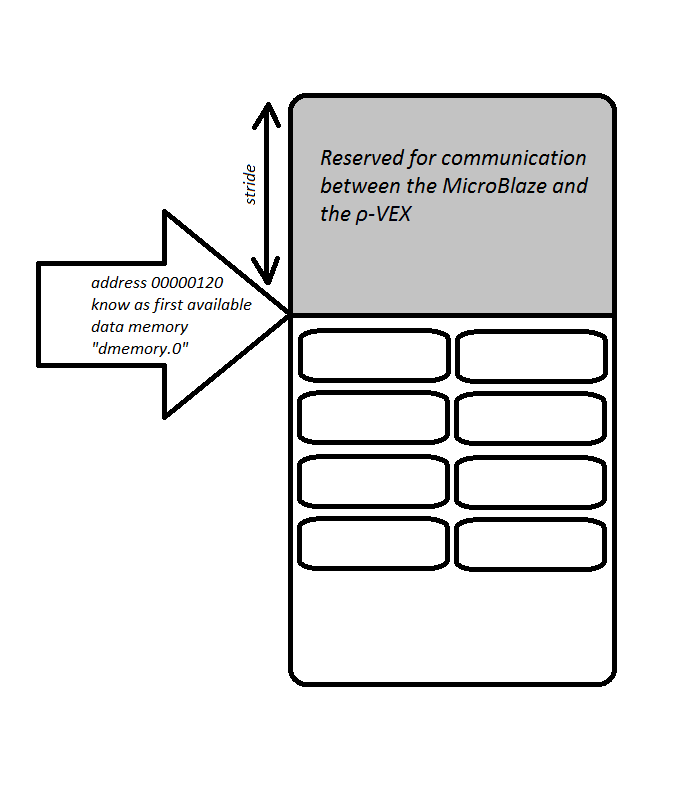 Reserved for communication
between the MicroBlaze and
the ρ-VEX
stride
address 00000120
know as first available
data memory
"dmemory.0"